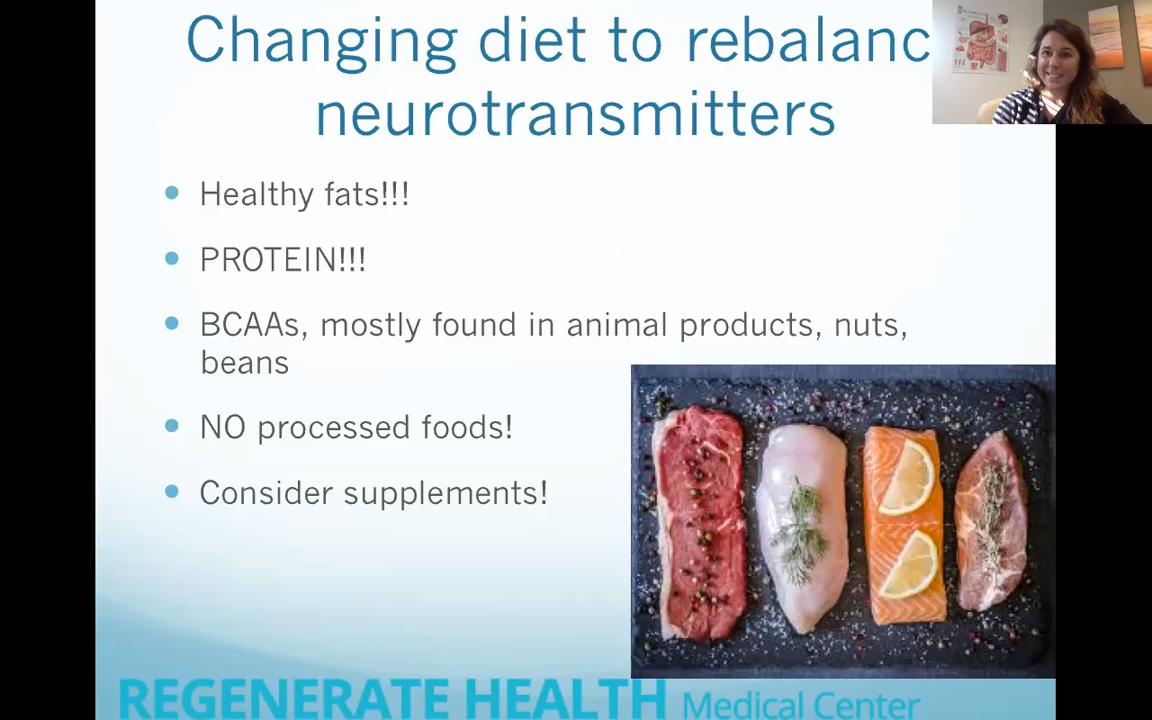 Changing diet to rebalanc
neurotransmitters
Healthy fats!!!
PROTEIN!!!
BCAAs, mostly found in animal products, nuts,
beans
NO processed foods!
Consider supplements!
REGENERATE HEALTH Medical Center